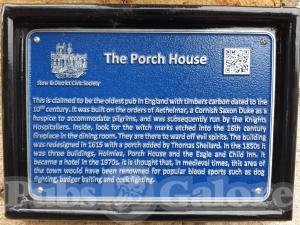 The Porch House
Stow & District Civic Society
This is claimed to be the oldest pub in England with timbers carbon dated to the
10th century. It was built on the orders of Aethelmar, a Cornish Saxon Duke as a
hospice to accommodate pilgrims, and was subsequently run by the Knights
Hospitallers. Inside, look for the witch marks etched into the 16th century
fireplace in the dining room. They are there to ward off evil spirits. The building
was redesigned in 1615 with a porch added by Thomas Shellard. In the 1850s it
was three buildings, Holmlea, Porch House and the Eagle and Child Inn. It
became a hotel in the 1970s. It is thought that, in medieval times, this area of
the town would have been renowned for popular blood sports such as dog
fighting, badger baiting and cock fighting.